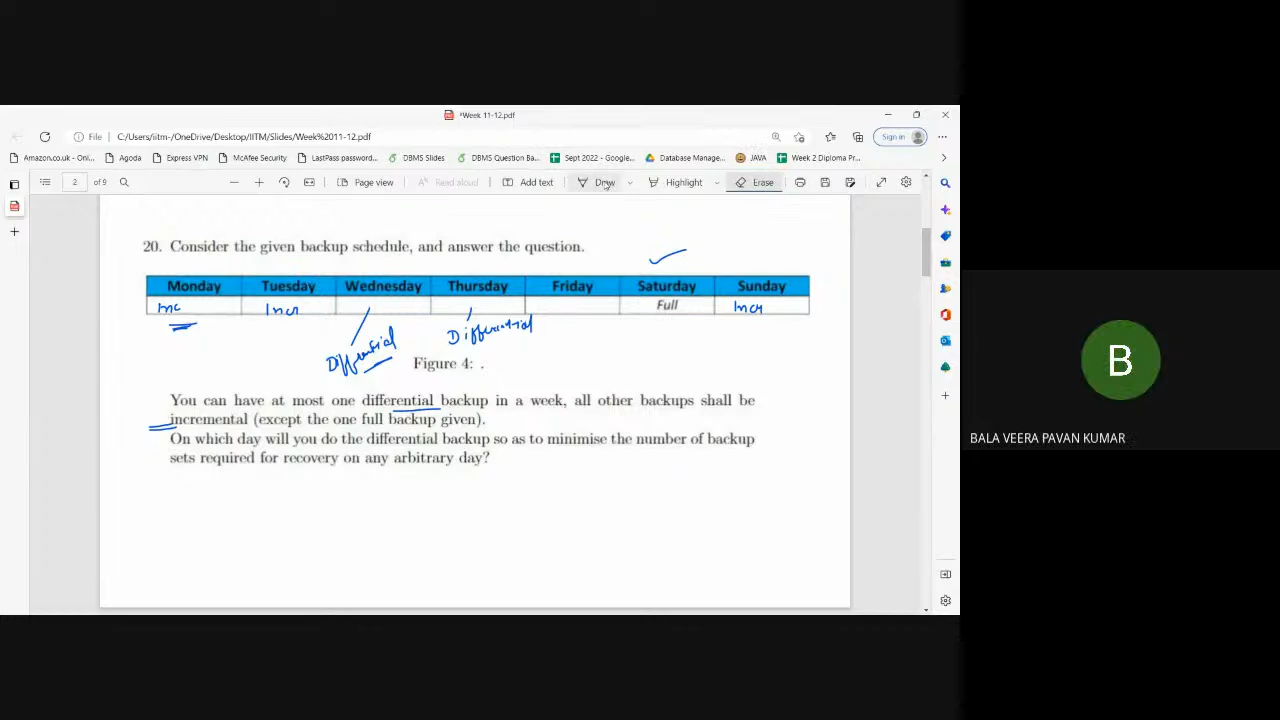 *Week 11-12.pdf
File C:/Users/iitm-/OneDrive/Desktop/IITM/Slides/Week%2011-12.pdf Sign in
Amazon.co.uk - Onl... Agoda Express VPN McAfee Security LastPass password... DBMS Slides DBMS Question Ba... Sept 2022 - Google... Database Manage... JAVA Week 2 Diploma Pr...
2 of 9 Page view Read aloud Add text Draw Highlight Erase
20. Consider the given backup schedule, and answer the question.
Monday Tuesday Wednesday Thursday Friday Saturday Sunday
Inc Incr Full Incr
Differential Differential
Figure 4: .
You can have at most one differential backup in a week, all other backups shall be
incremental (except the one full backup given).
On which day will you do the differential backup so as to minimise the number of backup
sets required for recovery on any arbitrary day?
B
BALA VEERA PAVAN KUMAR